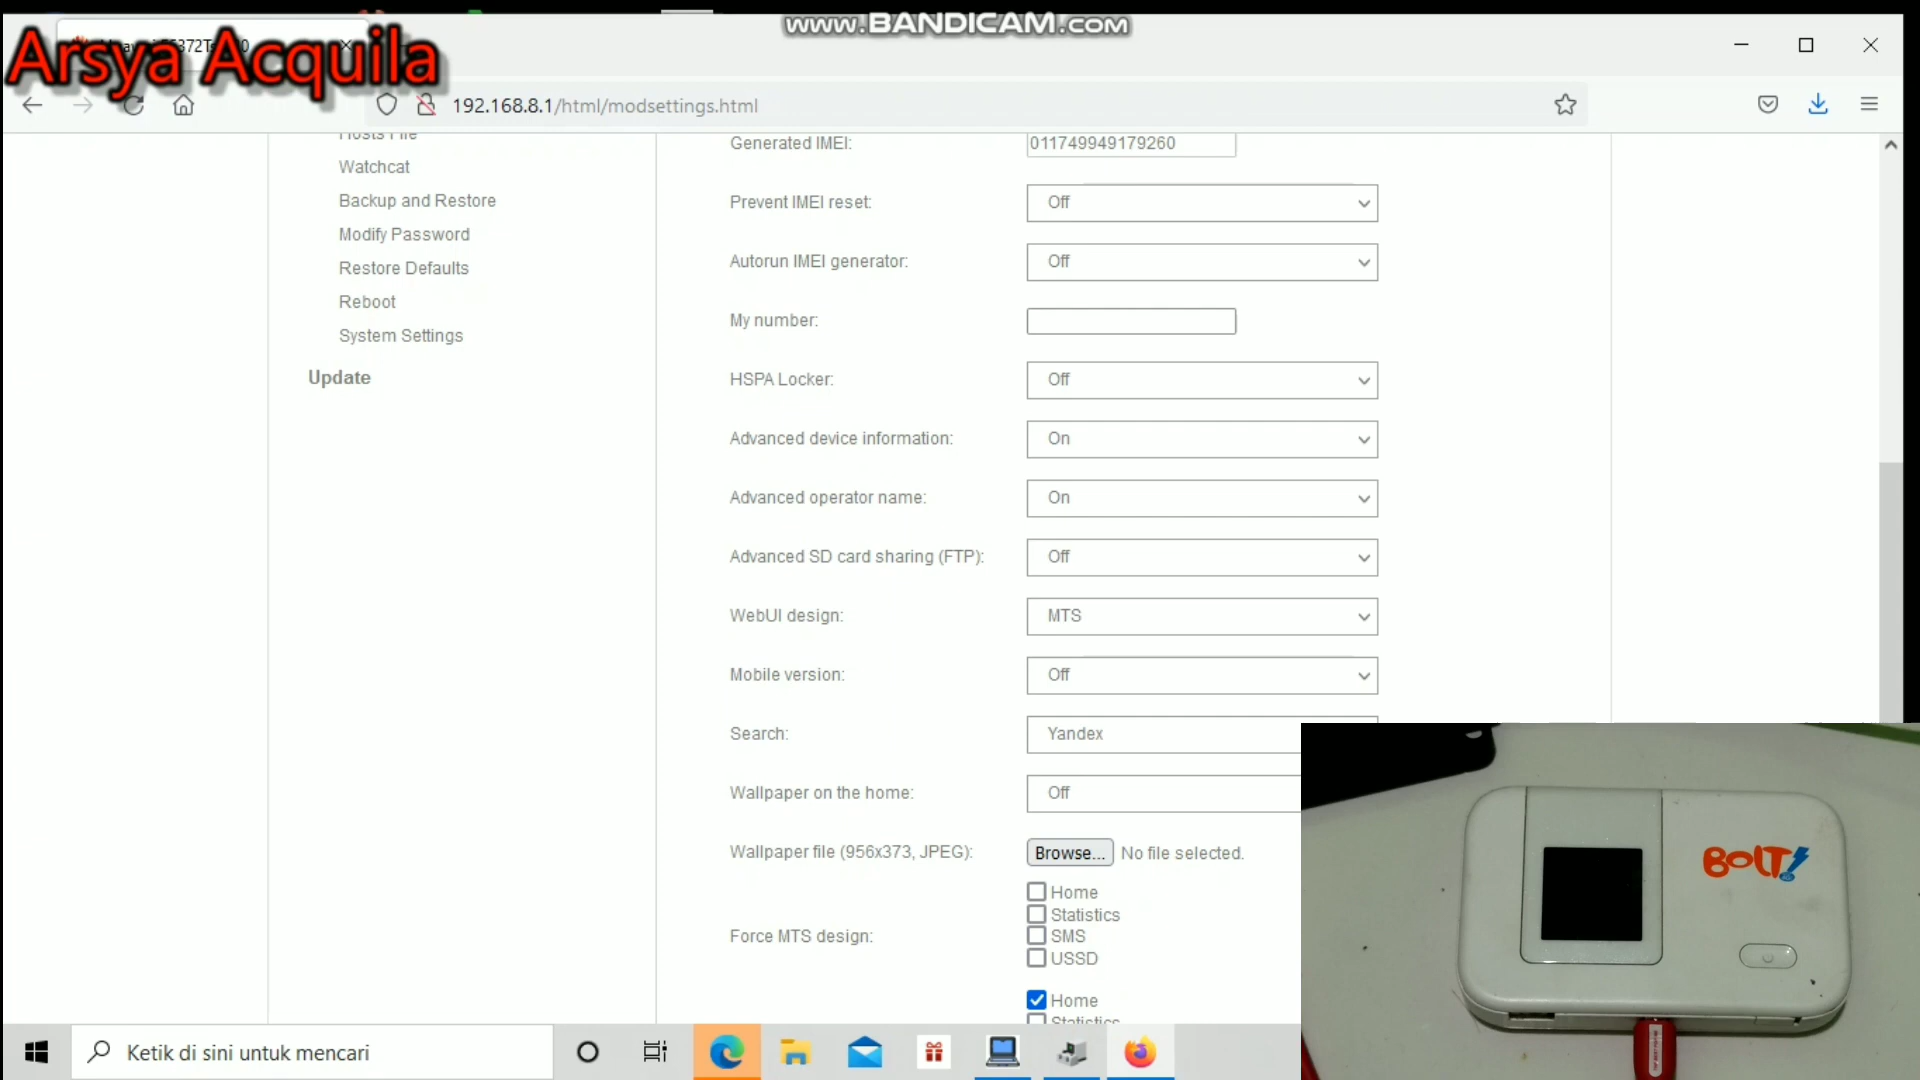 www.BANDICAM.com
Arsya Acquila
192.168.8.1/html/modsettings.html
Hosts File
Watchcat
Backup and Restore
Modify Password
Restore Defaults
Reboot
System Settings
Update
Generated IMEI: 011749949179260
Prevent IMEI reset: Off
Autorun IMEI generator: Off
My number:
HSPA Locker: Off
Advanced device information: On
Advanced operator name: On
Advanced SD card sharing (FTP): Off
WebUI design: MTS
Mobile version: Off
Search: Yandex
Wallpaper on the home: Off
Wallpaper file (956x373, JPEG): Browse... No file selected.
Force MTS design:
Home
Statistics
SMS
USSD
Home
Statistics
BOLT!
Ketik di sini untuk mencari